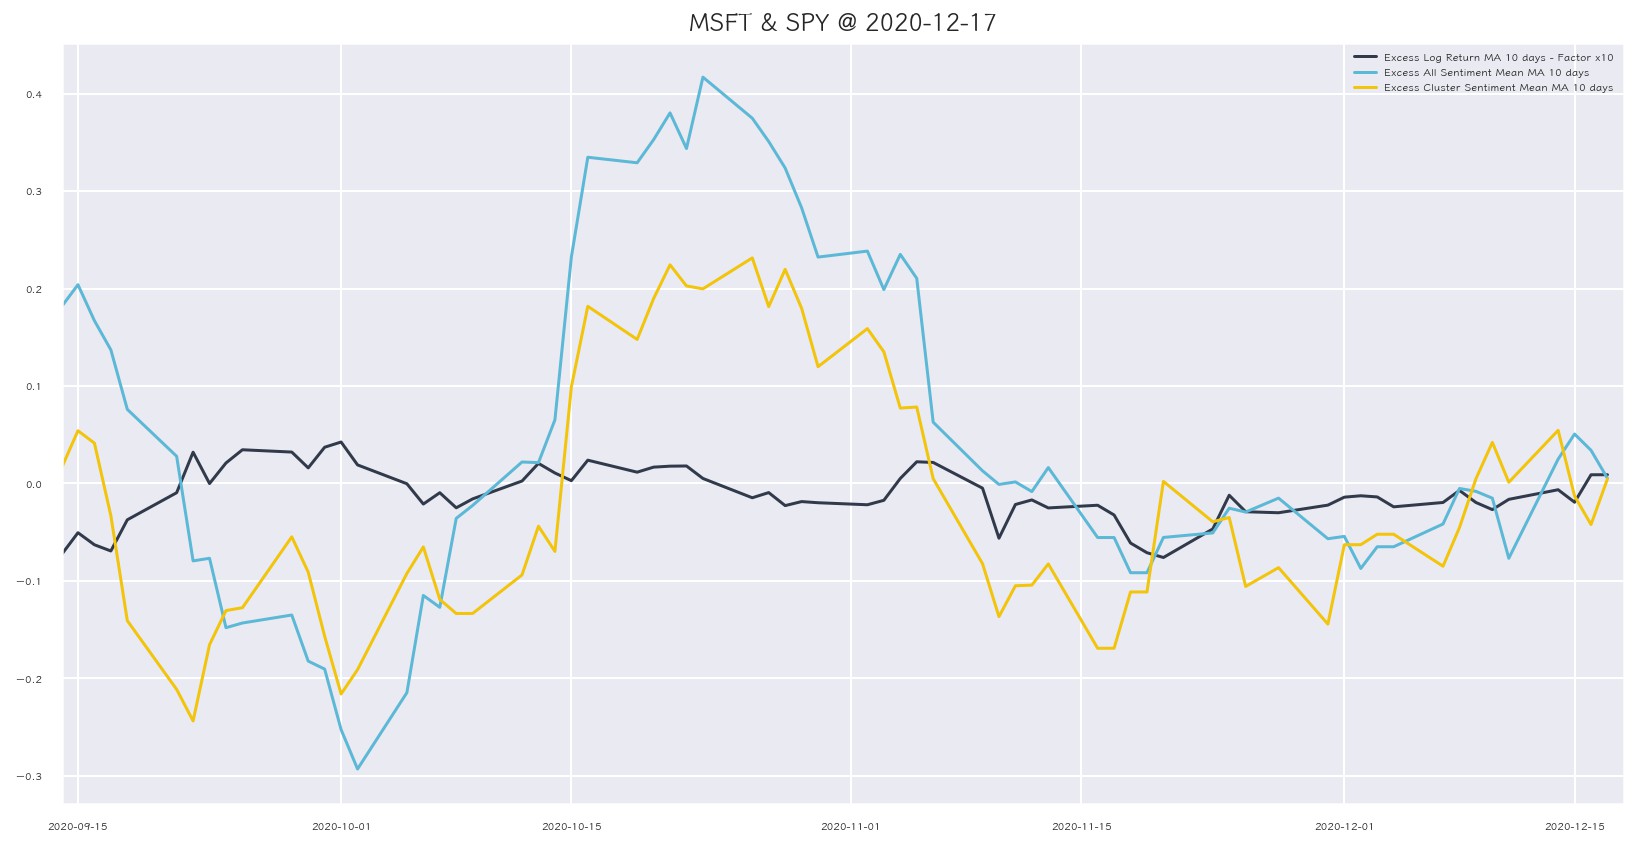 MSFT & SPY @ 2020-12-17
Excess Log Return MA 10 days - Factor x10
Excess All Sentiment Mean MA 10 days
Excess Cluster Sentiment Mean MA 10 days
0.4
0.3
0.2
0.1
0.0
−0.1
−0.2
−0.3
2020-09-15 2020-10-01 2020-10-15 2020-11-01 2020-11-15 2020-12-01 2020-12-15